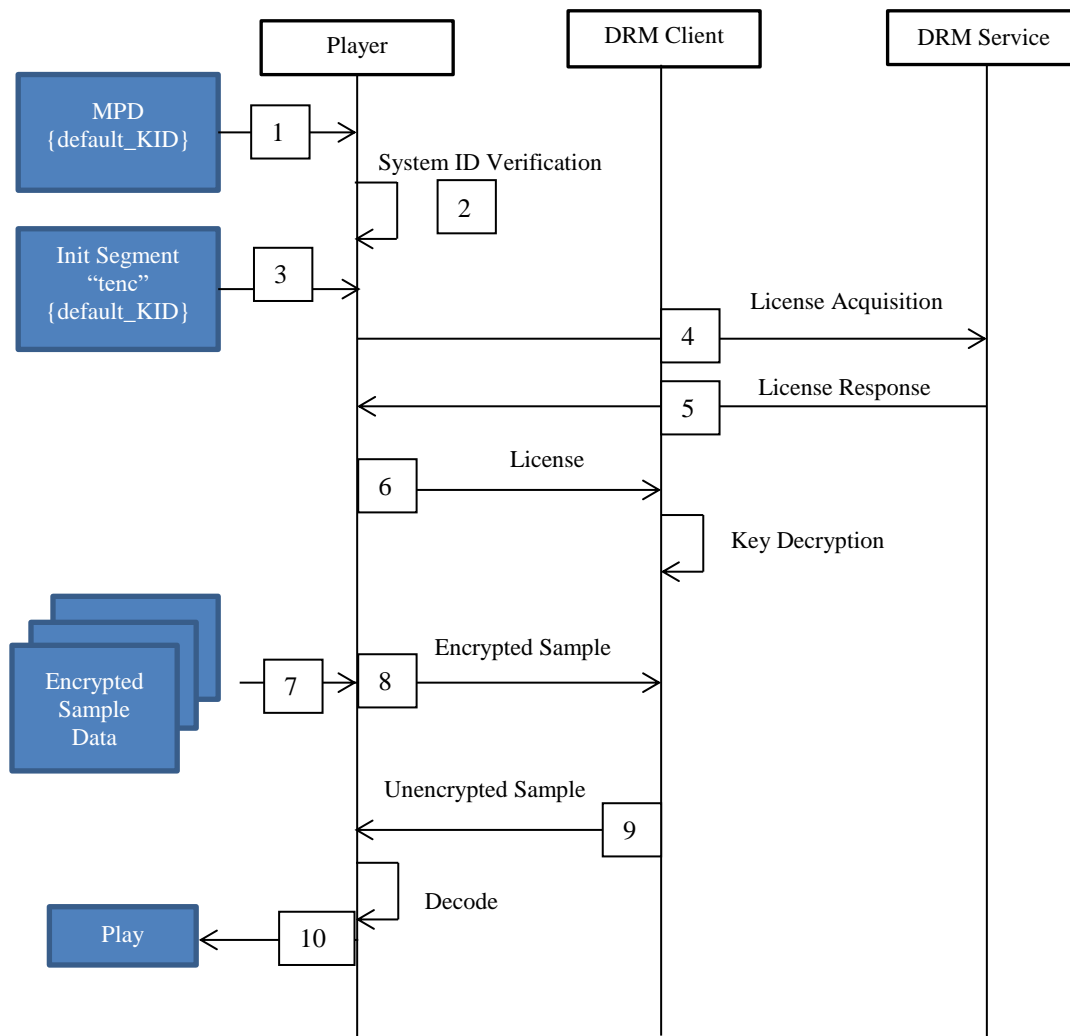 Player
DRM Client
DRM Service
MPD
{default_KID}
1
System ID Verification
2
Init Segment
“tenc”
{default_KID}
3
License Acquisition
4
License Response
5
License
6
Key Decryption
Encrypted
Sample
Data
7
8
Encrypted Sample
Unencrypted Sample
9
Decode
Play
10